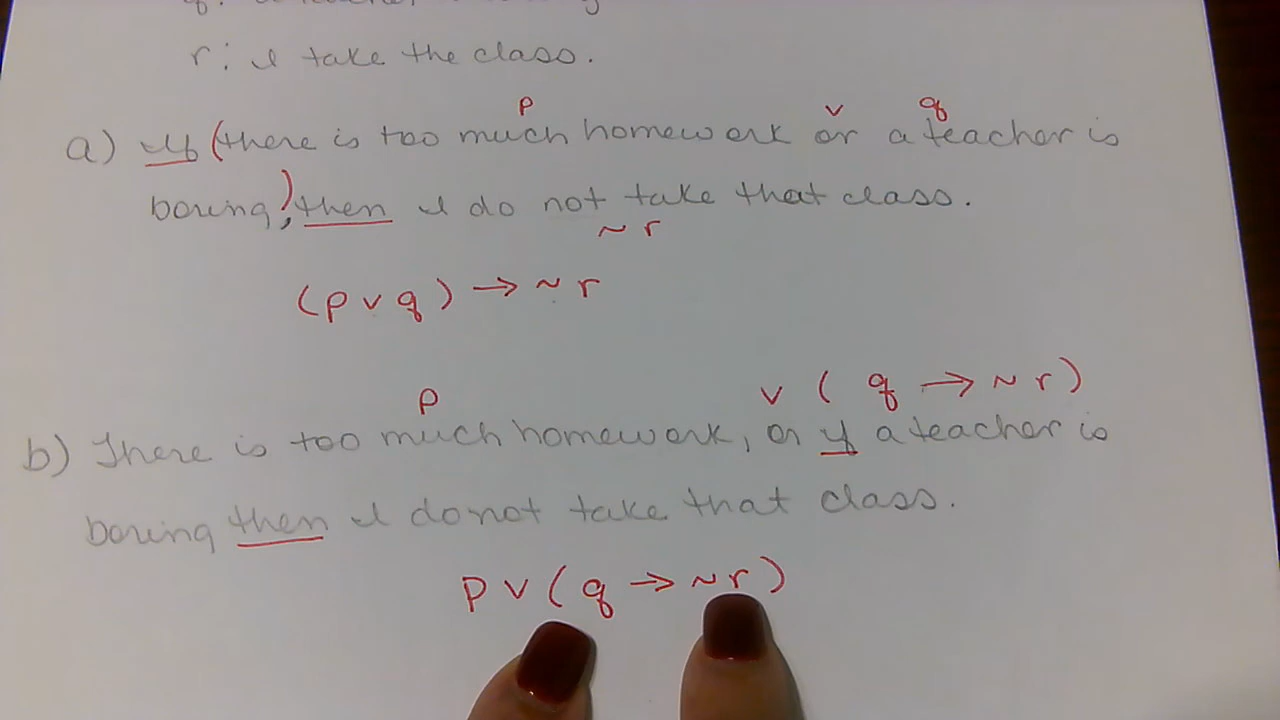 r: I take the class.
p v q
a) If (there is too much homework or a teacher is
boring), then I do not take that class.
~ r
(p v q) → ~ r
p v ( q → ~ r )
b) There is too much homework, or if a teacher is
boring then I do not take that class.
p v ( q → ~ r )